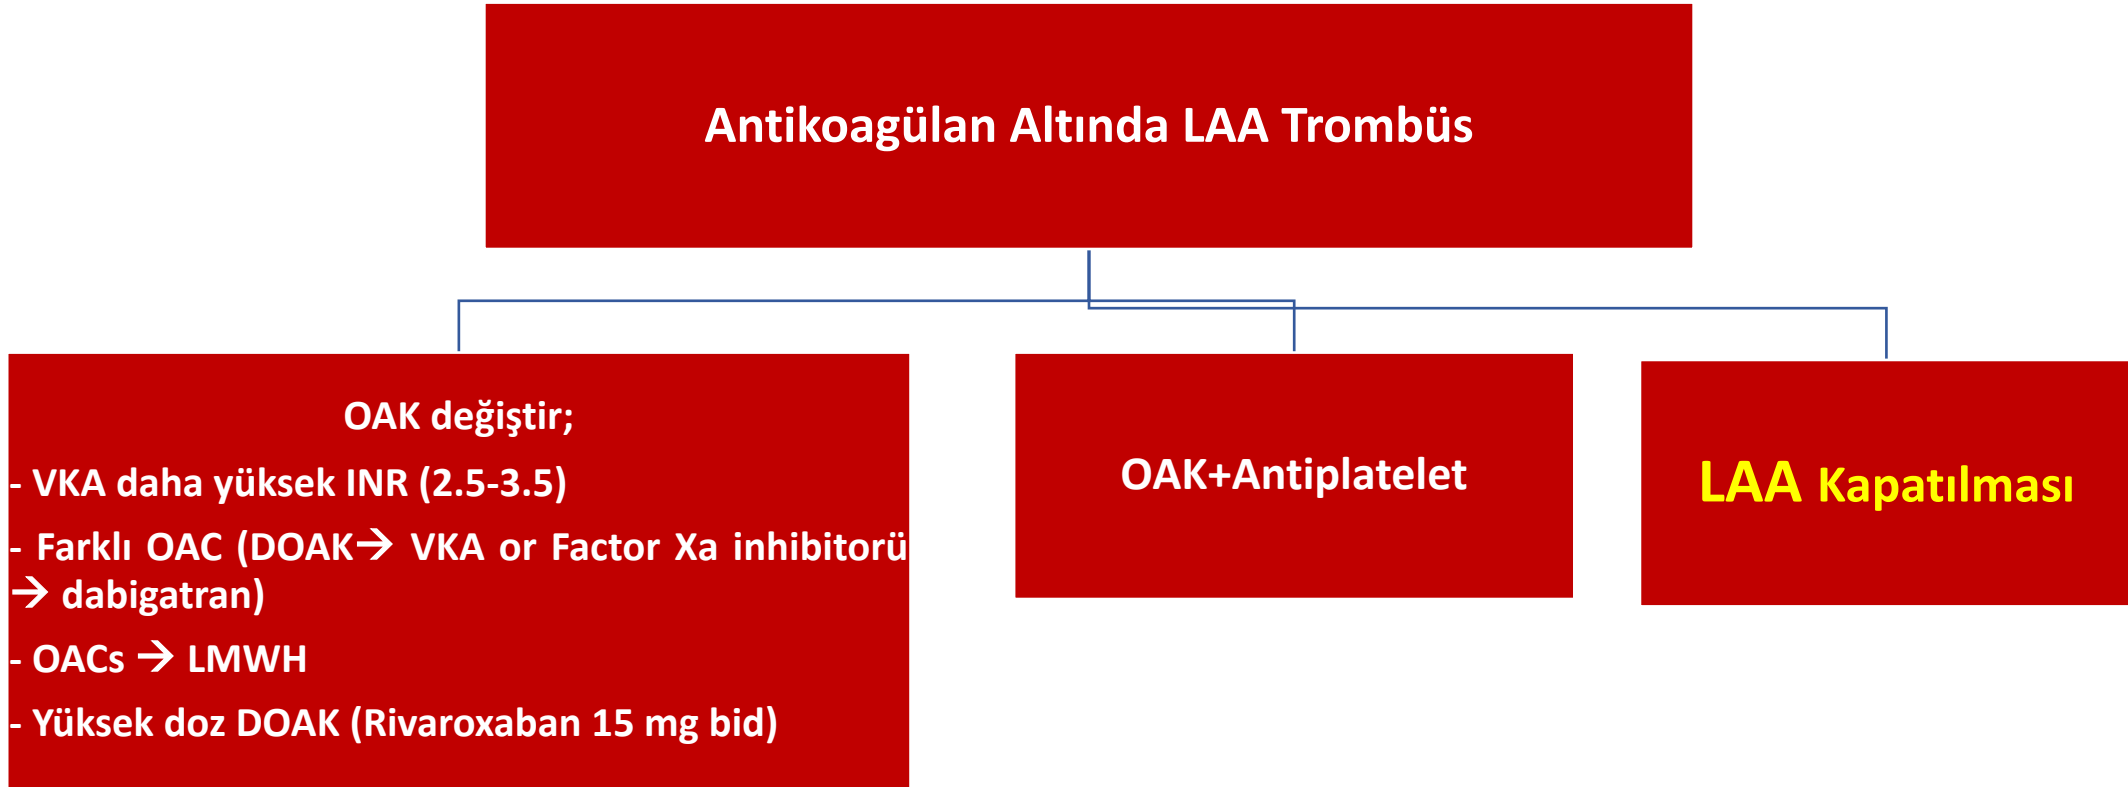 Antikoagülan Altında LAA Trombüs
OAK değiştir;
- VKA daha yüksek INR (2.5-3.5)
- Farklı OAC (DOAK→ VKA or Factor Xa inhibitorü
→ dabigatran)
- OACs → LMWH
- Yüksek doz DOAK (Rivaroxaban 15 mg bid)
OAK+Antiplatelet
LAA Kapatılması